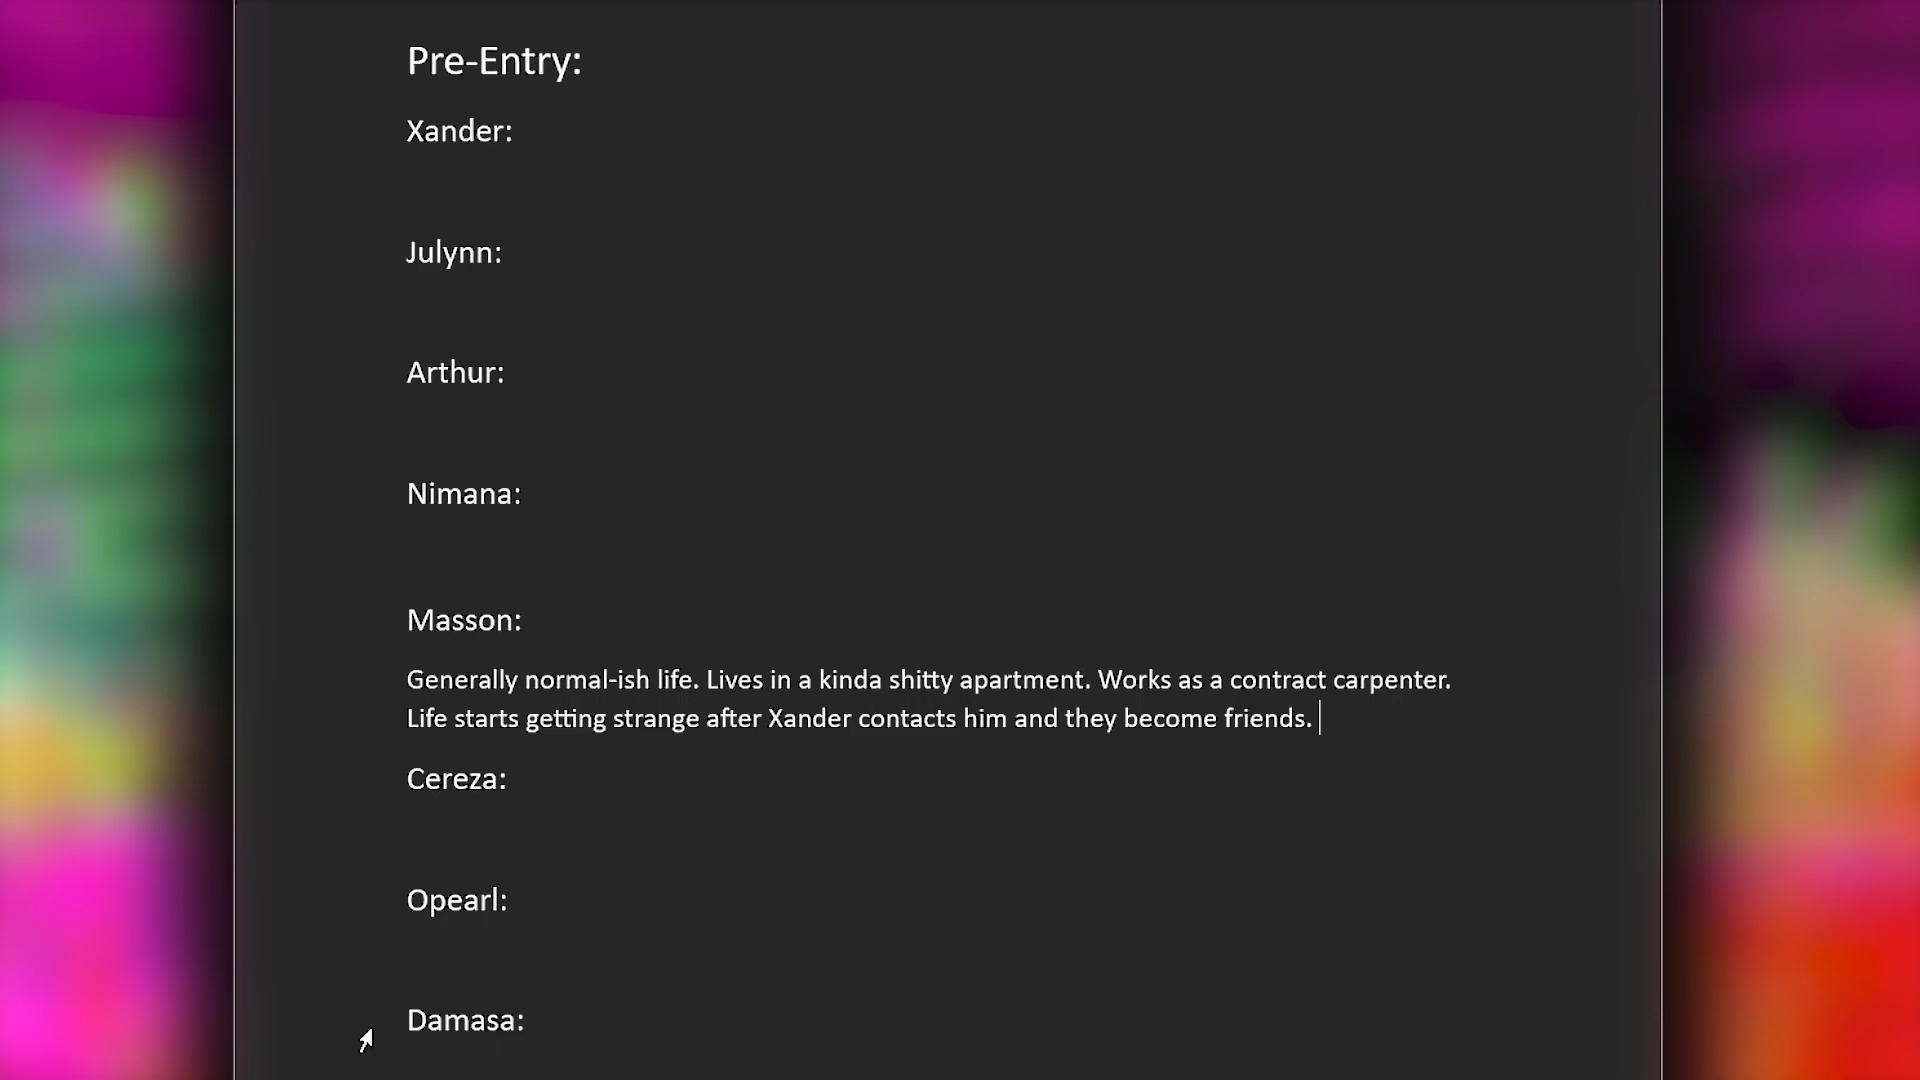 Pre-Entry:
Xander:
Julynn:
Arthur:
Nimana:
Masson:
Generally normal-ish life. Lives in a kinda shitty apartment. Works as a contract carpenter.
Life starts getting strange after Xander contacts him and they become friends.
Cereza:
Opearl:
Damasa: